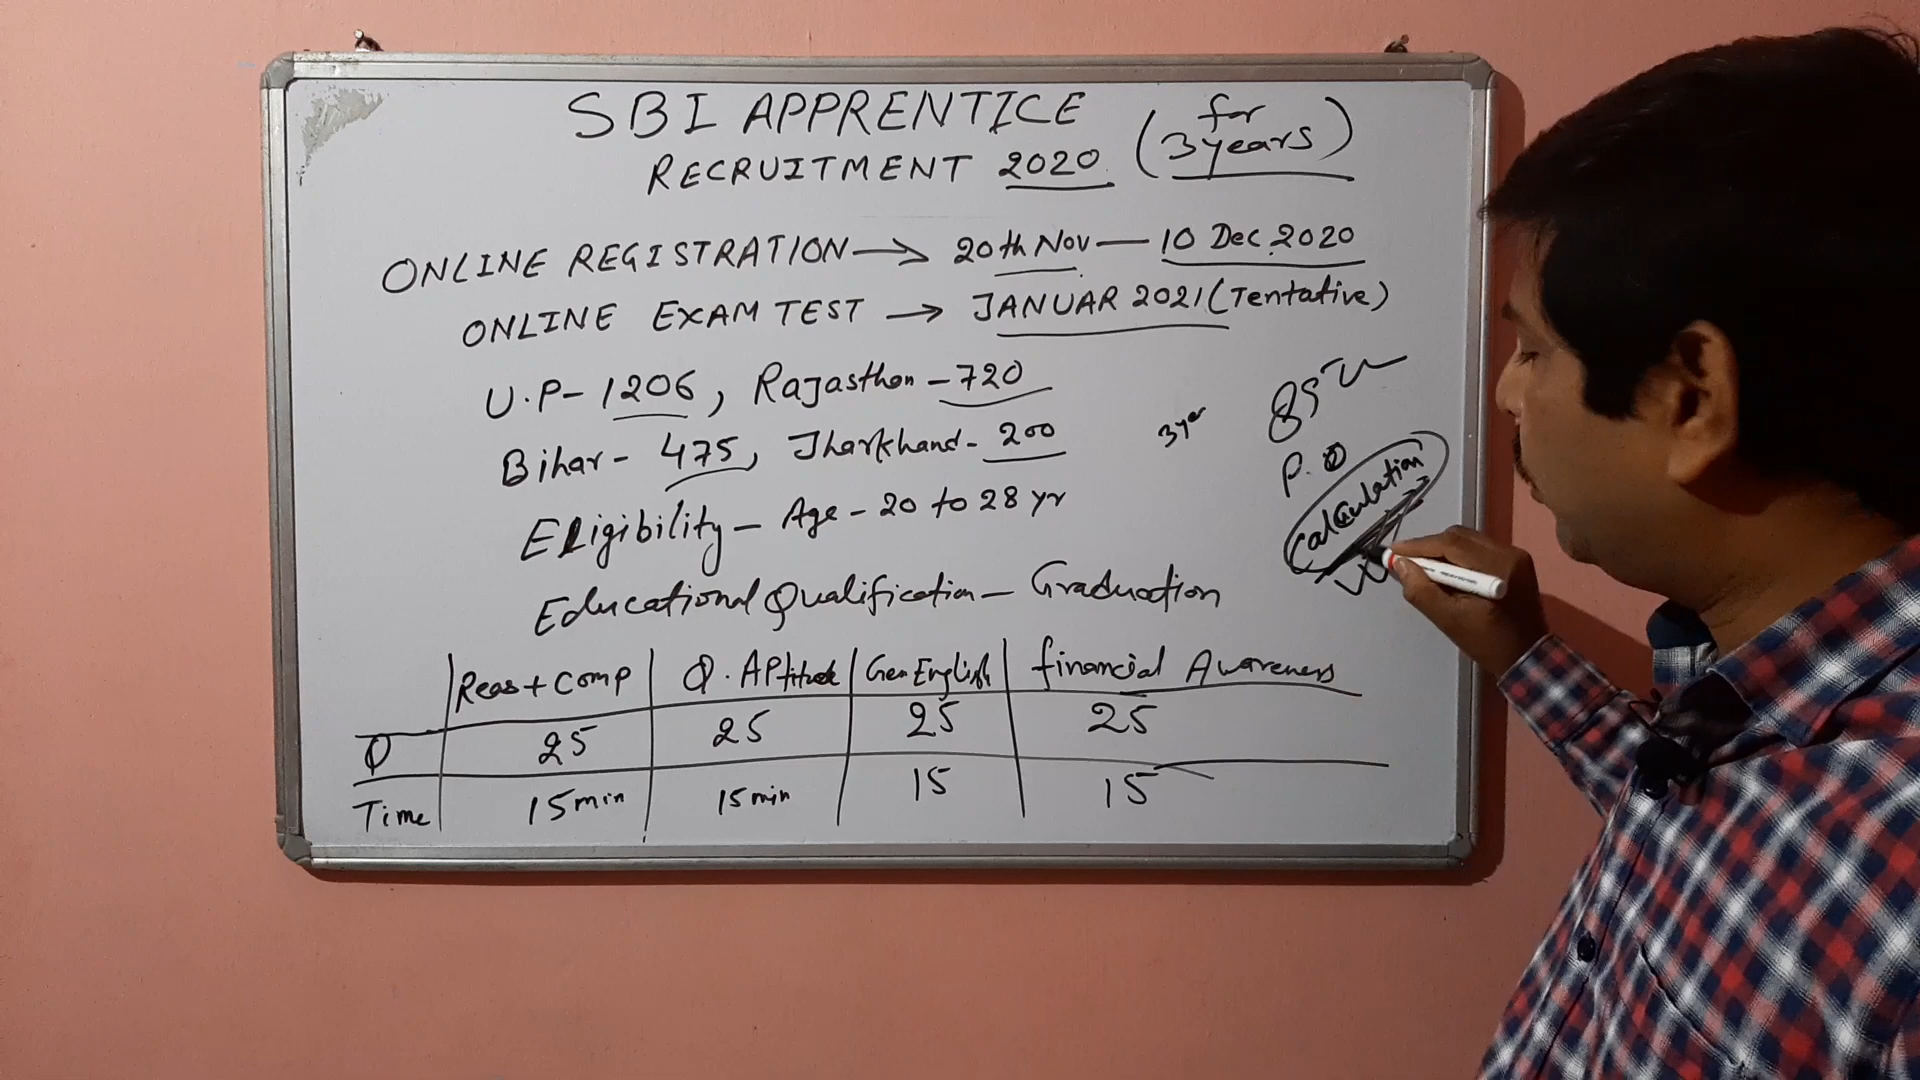 SBI APPRENTICE
RECRUITMENT 2020 (for 3 years)
ONLINE REGISTRATION → 20th Nov — 10 Dec 2020
ONLINE EXAM TEST → JANUAR 2021 (Tentative)
U.P - 1206, Rajasthan - 720
Bihar - 475, Jharkhand - 200
3 year
P.O
Calculation
Eligibility - Age - 20 to 28 yr
Educational Qualification - Graduation
Reas + Comp Q. APtitude Gen English financial Awareness
Q 25 25 25 25
Time 15 min 15 min 15 15